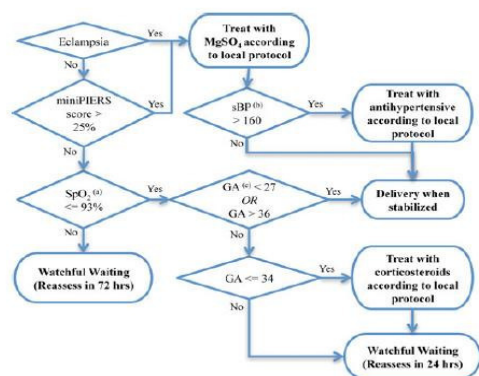 Eclampsia
Yes
No
Treat with
MgSO₄ according
to local protocol
miniPIERS
score >
25%
Yes
No
sBP (b)
> 160
Yes
No
Treat with
antihypertensive
according to local
protocol
SpO₂ (a)
<= 93%
Yes
No
GA (c) < 27
OR
GA > 36
Yes
No
Delivery when
stabilized
Watchful Waiting
(Reassess in 72 hrs)
GA <= 34
Yes
No
Treat with
corticosteroids
according to local
protocol
Watchful Waiting
(Reassess in 24 hrs)